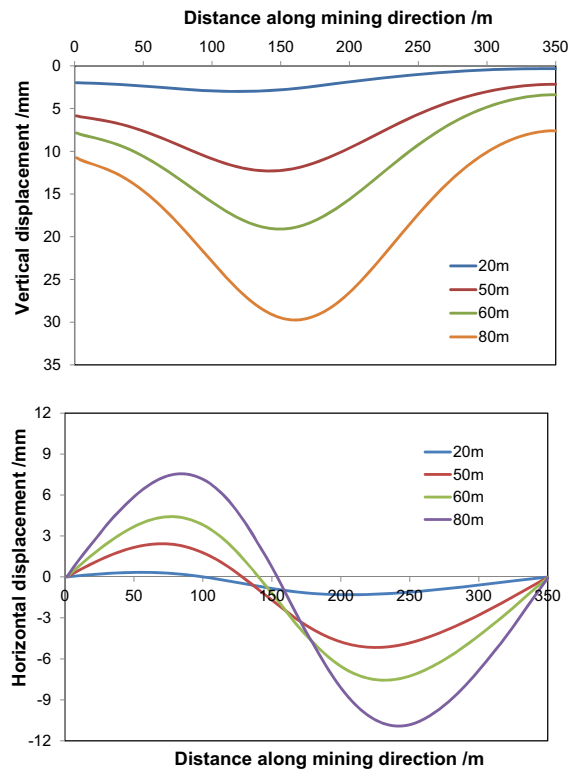 Distance along mining direction /m
0 50 100 150 200 250 300 350
Vertical displacement /mm
0
5
10
15
20
25
30
35
20m
50m
60m
80m
Horizontal displacement /mm
12
9
6
3
0
-3
-6
-9
-12
20m
50m
60m
80m
0 50 100 150 200 250 300 350
Distance along mining direction /m